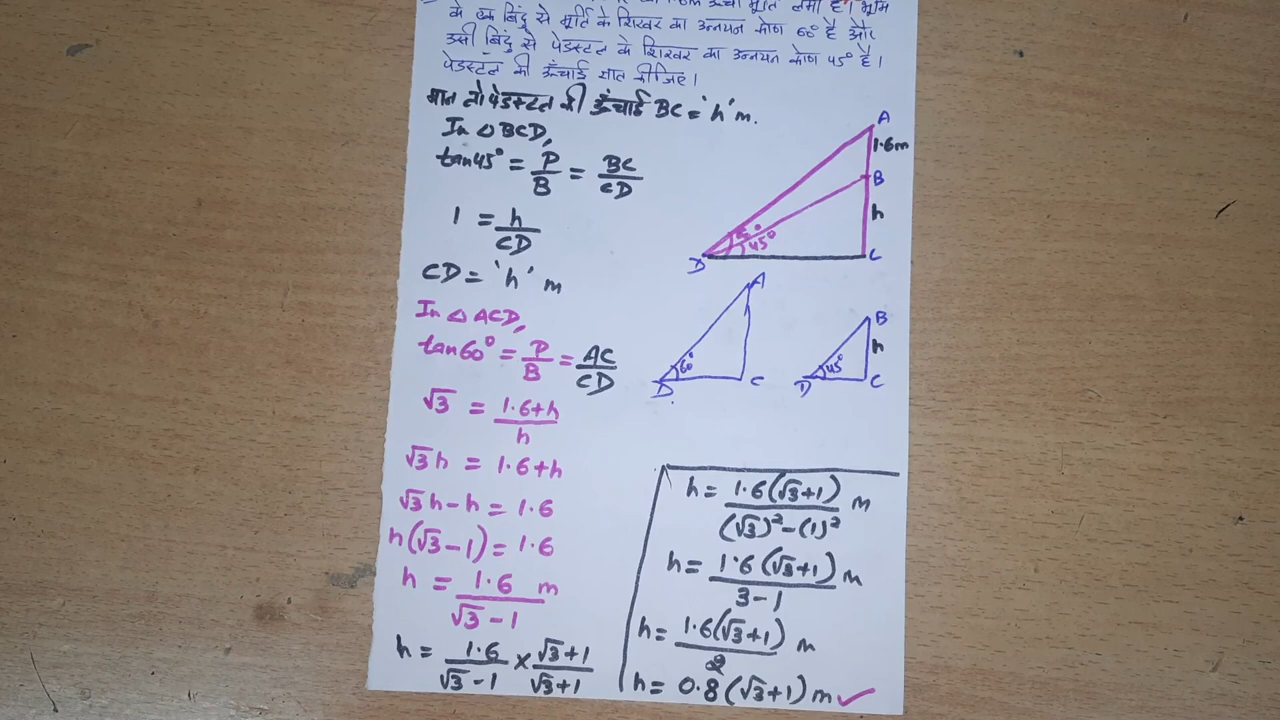 ऊँची मूर्ति लगी है। भूमि
के एक बिंदु से मूर्ति के शिखर का उन्नयन कोण 60° है और
उसी बिंदु से पेडस्टल के शिखर का उन्नयन कोण 45° है।
पेडस्टल की ऊँचाई ज्ञात कीजिए।
मान लो पेडस्टल की ऊँचाई BC = 'h' m.
In △ BCD,
tan45° = P/B = BC/CD
1 = h/CD
CD = 'h' m
In △ ACD,
tan60° = P/B = AC/CD
√3 = 1.6+h/h
√3h = 1.6+h
√3h-h = 1.6
h(√3-1) = 1.6
h = 1.6/√3-1 m
h = 1.6/√3-1 × √3+1/√3+1
A
1.6m
B
h
45°
D
C
A
60°
D
C
B
h
45°
D
C
h = 1.6(√3+1)/(√3)²-(1)² m
h = 1.6(√3+1)/3-1 m
h = 1.6(√3+1)/2 m
h = 0.8(√3+1) m